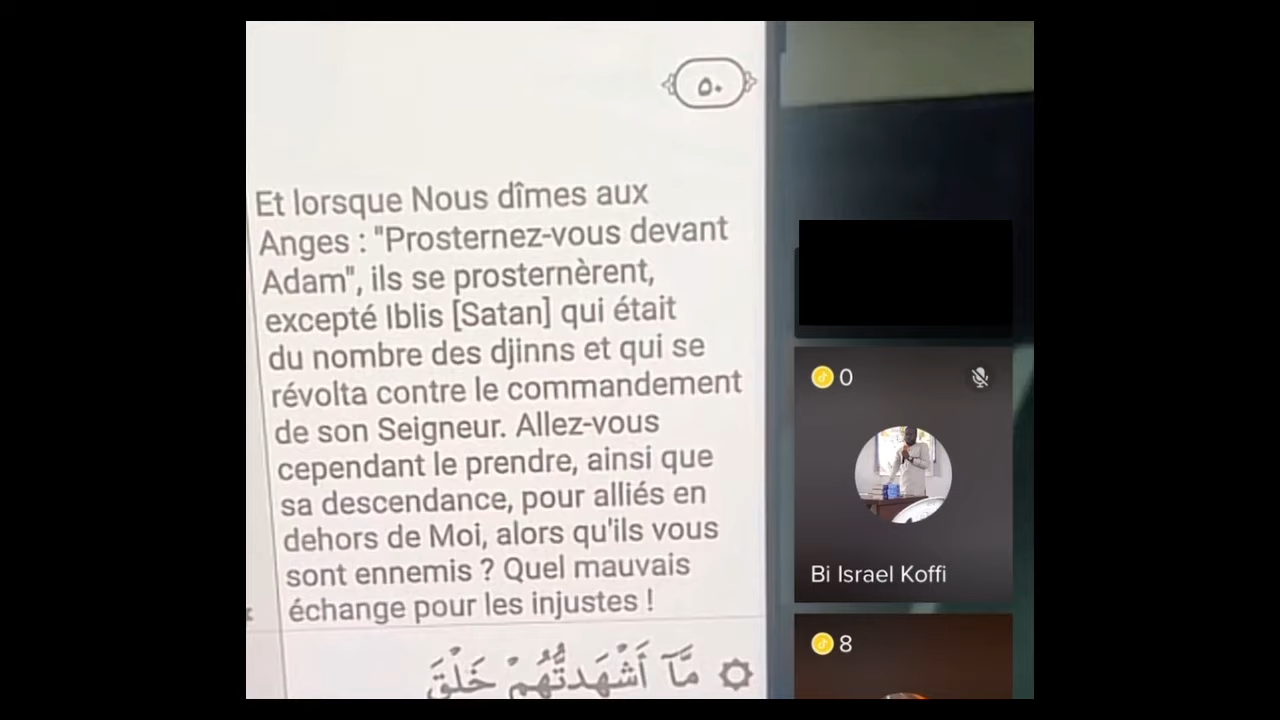 ۵۰
Et lorsque Nous dîmes aux
Anges : "Prosternez-vous devant
Adam", ils se prosternèrent,
excepté Iblis [Satan] qui était
du nombre des djinns et qui se
révolta contre le commandement
de son Seigneur. Allez-vous
cependant le prendre, ainsi que
sa descendance, pour alliés en
dehors de Moi, alors qu'ils vous
sont ennemis ? Quel mauvais
échange pour les injustes !
۞ مَّآ أَشْهَدتُّهُمْ خَلْقَ
0
Bi Israel Koffi
8